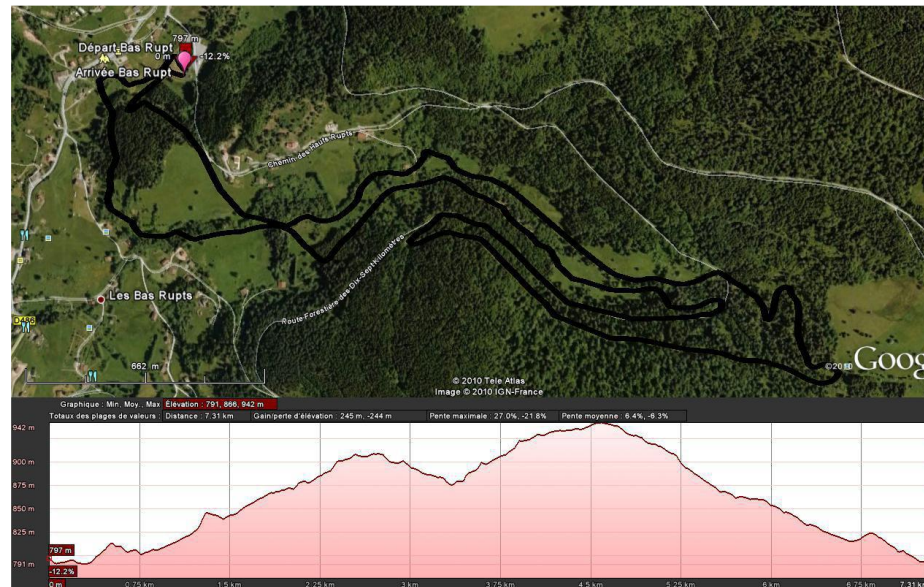 797 m
Départ Bas Rupt
0 m
-12.2%
Arrivée Bas Rupt
Chemin des Hauts Rupts
Route Forestière des Dix-Sept Kilomètres
Les Bas Rupts
D486
662 m
© 2010 Tele Atlas
Image © 2010 IGN-France
©20
Goog
Graphique : Min, Moy., Max Élévation : 791, 866, 942 m
Totaux des plages de valeurs : Distance : 7.31 km Gain/perte d'élévation : 245 m, -244 m Pente maximale : 27.0%, -21.8% Pente moyenne : 6.4%, -6.3%
942 m
900 m
875 m
850 m
825 m
797 m
791 m
-12.2%
0 m 0.75 km 1.5 km 2.25 km 3 km 3.75 km 4.5 km 5.25 km 6 km 6.75 km 7.31 km